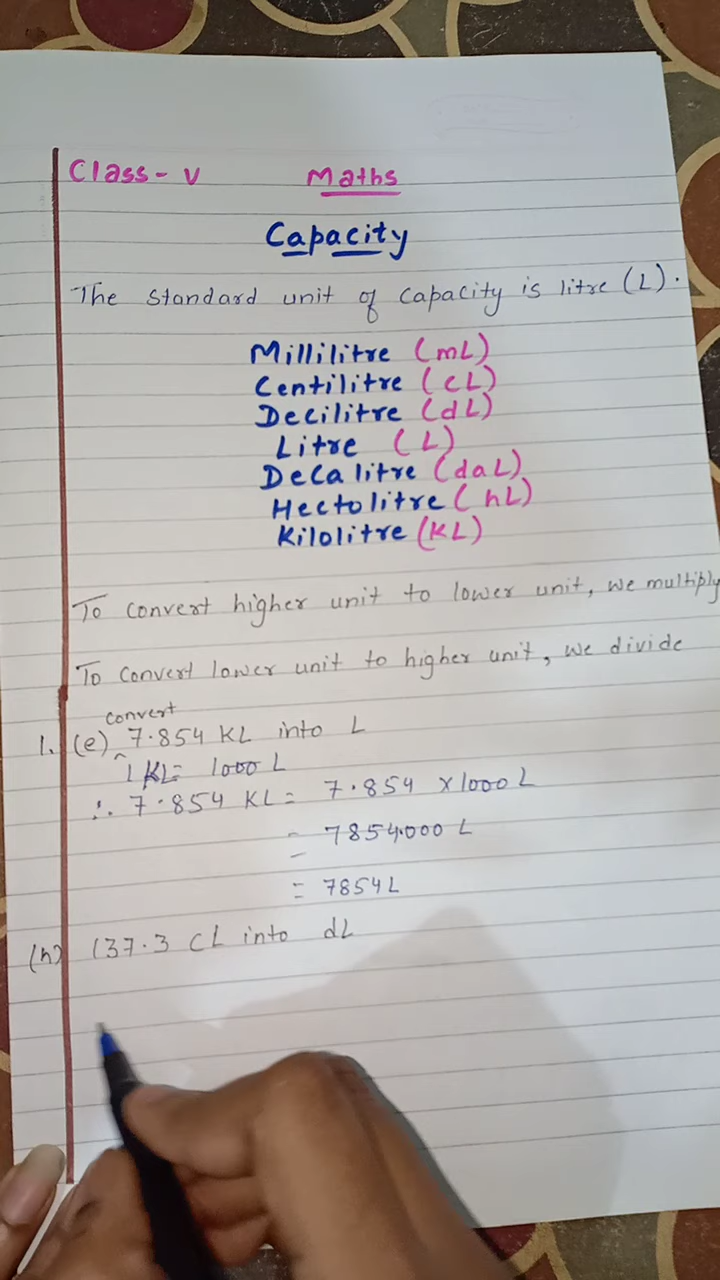 Class - V Maths
Capacity
The standard unit of capacity is litre (L).
Millilitre (mL)
Centilitre (cL)
Decilitre (dL)
Litre (L)
Decalitre (daL)
Hectolitre (hL)
Kilolitre (KL)
To convert higher unit to lower unit, we multiply
To convert lower unit to higher unit, we divide
convert
1. (e) ^ 7.854 KL into L
1 KL = 1000 L
∴ 7.854 KL = 7.854 x 1000 L
= 7854.000 L
= 7854 L
(h) 137.3 CL into dL